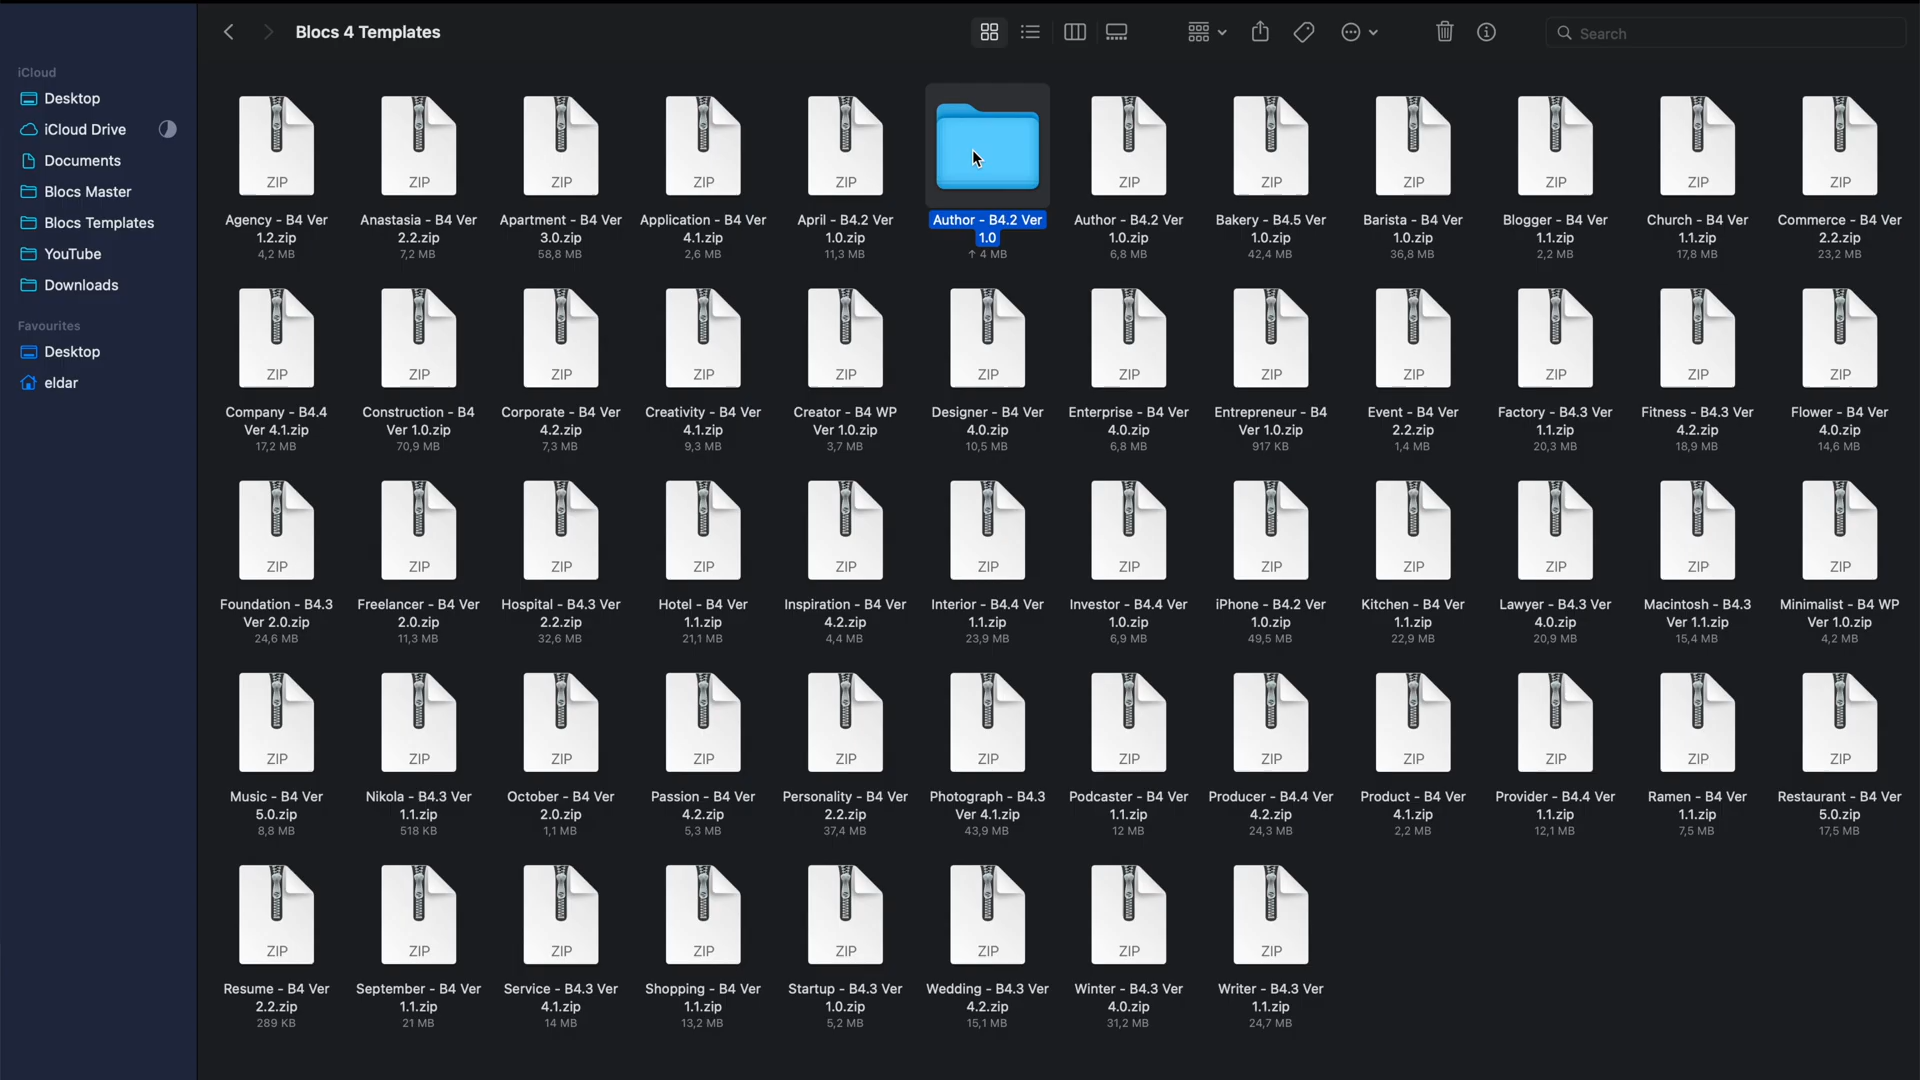 Blocs 4 Templates
Search
iCloud
Desktop
iCloud Drive
Documents
Blocs Master
Blocs Templates
YouTube
Downloads
Favourites
Desktop
eldar
ZIP
ZIP
ZIP
ZIP
ZIP
ZIP
ZIP
ZIP
ZIP
ZIP
ZIP
Agency - B4 Ver
1.2.zip
4,2 MB
Anastasia - B4 Ver
2.2.zip
7,2 MB
Apartment - B4 Ver
3.0.zip
58,8 MB
Application - B4 Ver
4.1.zip
2,6 MB
April - B4.2 Ver
1.0.zip
11,3 MB
Author - B4.2 Ver
1.0
↑ 4 MB
Author - B4.2 Ver
1.0.zip
6,8 MB
Bakery - B4.5 Ver
1.0.zip
42,4 MB
Barista - B4 Ver
1.0.zip
36,8 MB
Blogger - B4 Ver
1.1.zip
2,2 MB
Church - B4 Ver
1.1.zip
17,8 MB
Commerce - B4 Ver
2.2.zip
23,2 MB
ZIP
ZIP
ZIP
ZIP
ZIP
ZIP
ZIP
ZIP
ZIP
ZIP
ZIP
ZIP
Company - B4.4
Ver 4.1.zip
17,2 MB
Construction - B4
Ver 1.0.zip
70,9 MB
Corporate - B4 Ver
4.2.zip
7,3 MB
Creativity - B4 Ver
4.1.zip
9,3 MB
Creator - B4 WP
Ver 1.0.zip
3,7 MB
Designer - B4 Ver
4.0.zip
10,5 MB
Enterprise - B4 Ver
4.0.zip
6,8 MB
Entrepreneur - B4
Ver 1.0.zip
917 KB
Event - B4 Ver
2.2.zip
1,4 MB
Factory - B4.3 Ver
1.1.zip
20,3 MB
Fitness - B4.3 Ver
4.2.zip
18,9 MB
Flower - B4 Ver
4.0.zip
14,6 MB
ZIP
ZIP
ZIP
ZIP
ZIP
ZIP
ZIP
ZIP
ZIP
ZIP
ZIP
ZIP
Foundation - B4.3
Ver 2.0.zip
24,6 MB
Freelancer - B4 Ver
2.0.zip
11,3 MB
Hospital - B4.3 Ver
2.2.zip
32,6 MB
Hotel - B4 Ver
1.1.zip
21,1 MB
Inspiration - B4 Ver
4.2.zip
4,4 MB
Interior - B4.4 Ver
1.1.zip
23,9 MB
Investor - B4.4 Ver
1.0.zip
6,9 MB
iPhone - B4.2 Ver
1.0.zip
49,5 MB
Kitchen - B4 Ver
1.1.zip
22,9 MB
Lawyer - B4.3 Ver
4.0.zip
20,9 MB
Macintosh - B4.3
Ver 1.1.zip
15,4 MB
Minimalist - B4 WP
Ver 1.0.zip
4,2 MB
ZIP
ZIP
ZIP
ZIP
ZIP
ZIP
ZIP
ZIP
ZIP
ZIP
ZIP
ZIP
Music - B4 Ver
5.0.zip
8,8 MB
Nikola - B4.3 Ver
1.1.zip
518 KB
October - B4 Ver
2.0.zip
1,1 MB
Passion - B4 Ver
4.2.zip
5,3 MB
Personality - B4 Ver
2.2.zip
37,4 MB
Photograph - B4.3
Ver 4.1.zip
43,9 MB
Podcaster - B4 Ver
1.1.zip
12 MB
Producer - B4.4 Ver
4.2.zip
24,3 MB
Product - B4 Ver
4.1.zip
2,2 MB
Provider - B4.4 Ver
1.1.zip
12,1 MB
Ramen - B4 Ver
1.1.zip
7,5 MB
Restaurant - B4 Ver
5.0.zip
17,5 MB
ZIP
ZIP
ZIP
ZIP
ZIP
ZIP
ZIP
ZIP
Resume - B4 Ver
2.2.zip
289 KB
September - B4 Ver
1.1.zip
21 MB
Service - B4.3 Ver
4.1.zip
14 MB
Shopping - B4 Ver
1.1.zip
13,2 MB
Startup - B4.3 Ver
1.0.zip
5,2 MB
Wedding - B4.3 Ver
4.2.zip
15,1 MB
Winter - B4.3 Ver
4.0.zip
31,2 MB
Writer - B4.3 Ver
1.1.zip
24,7 MB